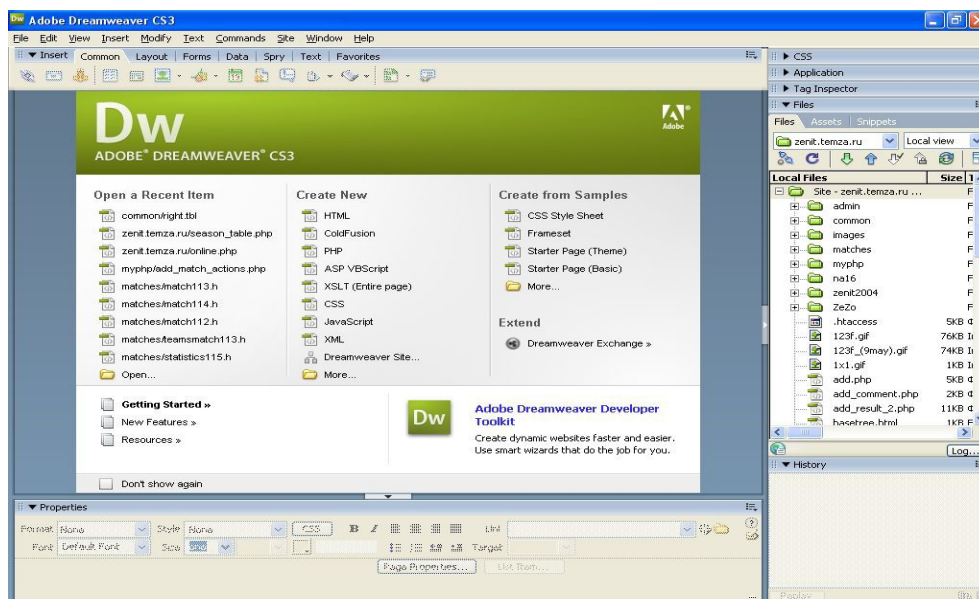 Adobe Dreamweaver CS3
File Edit View Insert Modify Text Commands Site Window Help
Insert Common Layout Forms Data Spry Text Favorites
Dw
ADOBE® DREAMWEAVER® CS3
Adobe
Open a Recent Item
common/right.tbl
zenit.temza.ru/season_table.php
zenit.temza.ru/online.php
myphp/add_match_actions.php
matches/match113.h
matches/match114.h
matches/match112.h
matches/teamsmatch113.h
matches/statistics115.h
Open...
Create New
HTML
ColdFusion
PHP
ASP VBScript
XSLT (Entire page)
CSS
JavaScript
XML
Dreamweaver Site...
More...
Create from Samples
CSS Style Sheet
Frameset
Starter Page (Theme)
Starter Page (Basic)
More...
Extend
Dreamweaver Exchange »
Getting Started »
New Features »
Resources »
Dw
Adobe Dreamweaver Developer
Toolkit
Create dynamic websites faster and easier.
Use smart wizards that do the job for you.
Don't show again
Properties
Format None Style None CSS B I Link
Font Default Font Size None Target
Page Properties... List Item...
CSS
Application
Tag Inspector
Files
Files Assets Snippets
zenit.temza.ru Local view
Local Files Size
Site - zenit.temza.ru ...
admin
common
images
matches
myphp
na16
zenit2004
ZeZo
.htaccess 5KB
123f.gif 76KB
123f_(9may).gif 74KB
1x1.gif 1KB
add.php 5KB
add_comment.php 2KB
add_result_2.php 11KB
basetree.html 1KB
Log...
History
Replay